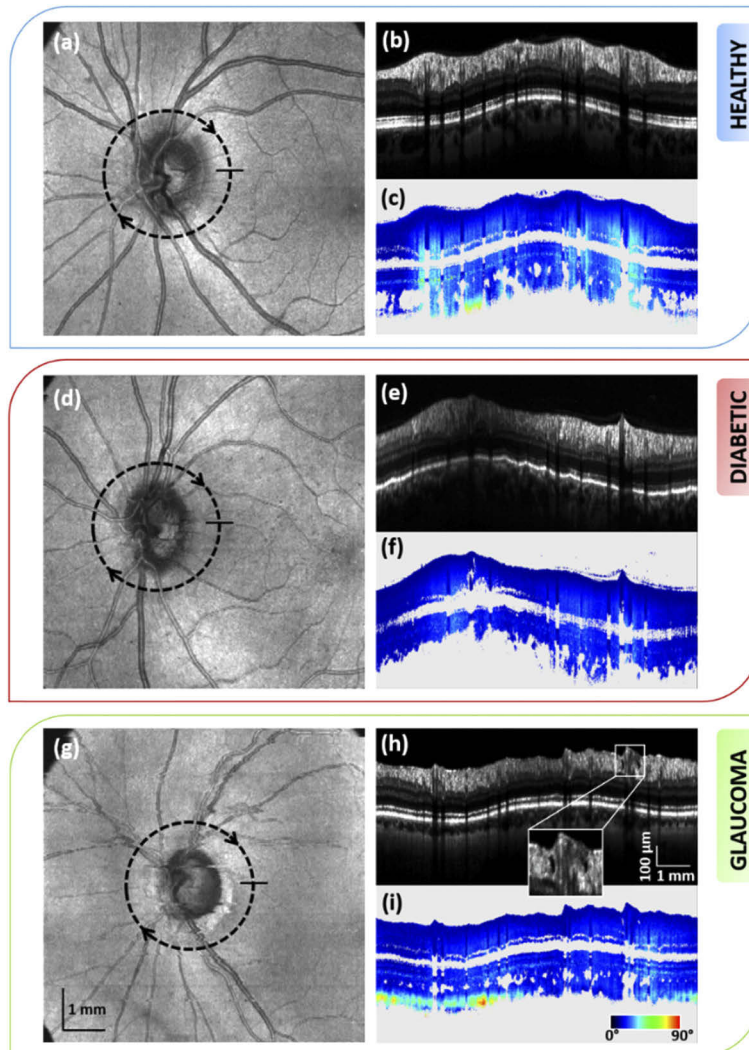 (a)
(b)
(c)
HEALTHY
(d)
(e)
(f)
DIABETIC
(g)
1 mm
(h)
100 µm
1 mm
(i)
0°
90°
GLAUCOMA